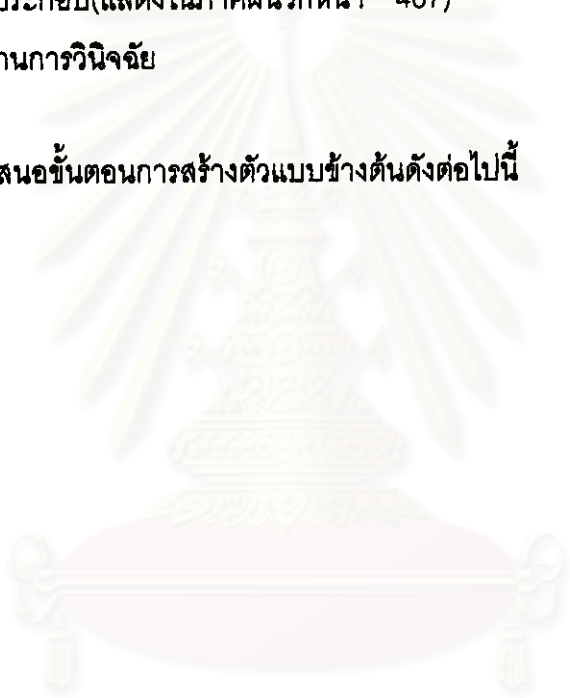 ประกอบ(แสดงในภาคผนวกหน้า 467)
านการวินิจฉัย
สนอขั้นตอนการสร้างตัวแบบข้างต้นดังต่อไปนี้